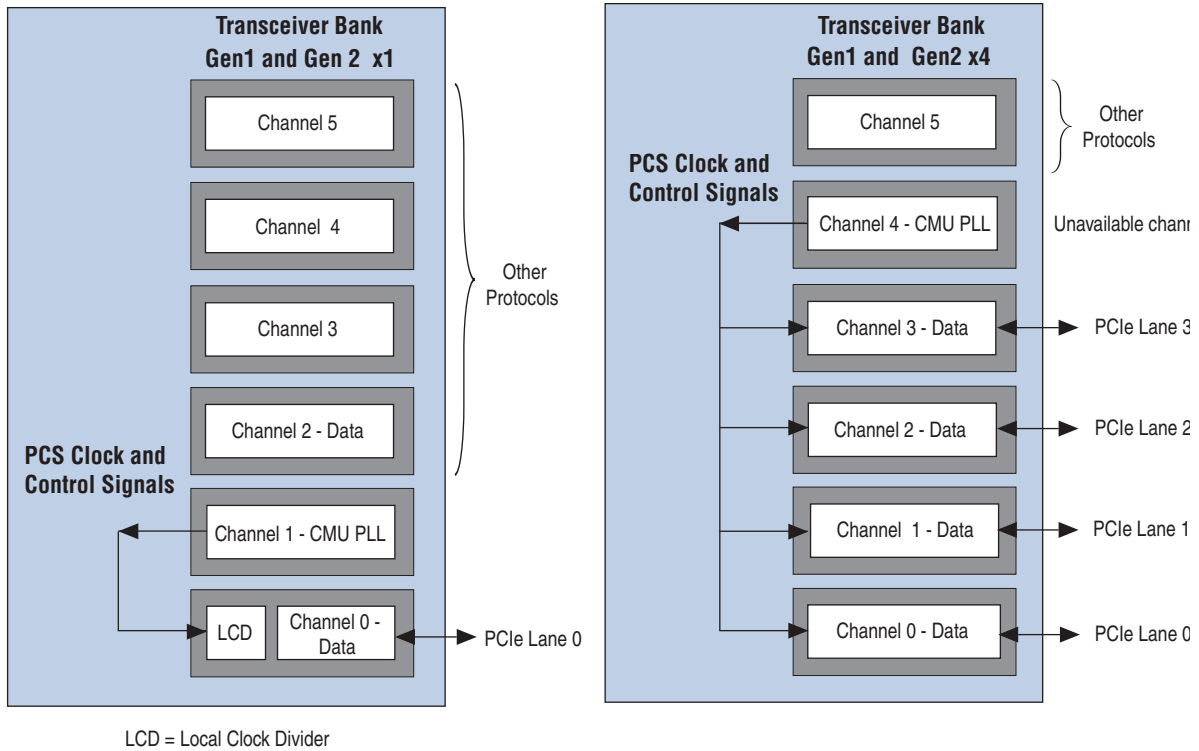 Transceiver Bank
Gen1 and Gen 2 x1
Channel 5
Channel 4
Channel 3
Channel 2 - Data
Other
Protocols
PCS Clock and
Control Signals
Channel 1 - CMU PLL
LCD
Channel 0 -
Data
PCIe Lane 0
LCD = Local Clock Divider
Transceiver Bank
Gen1 and Gen2 x4
Channel 5
Other
Protocols
PCS Clock and
Control Signals
Channel 4 - CMU PLL
Unavailable
Channel 3 - Data
PCIe Lane 3
Channel 2 - Data
PCIe Lane 2
Channel 1 - Data
PCIe Lane 1
Channel 0 - Data
PCIe Lane 0